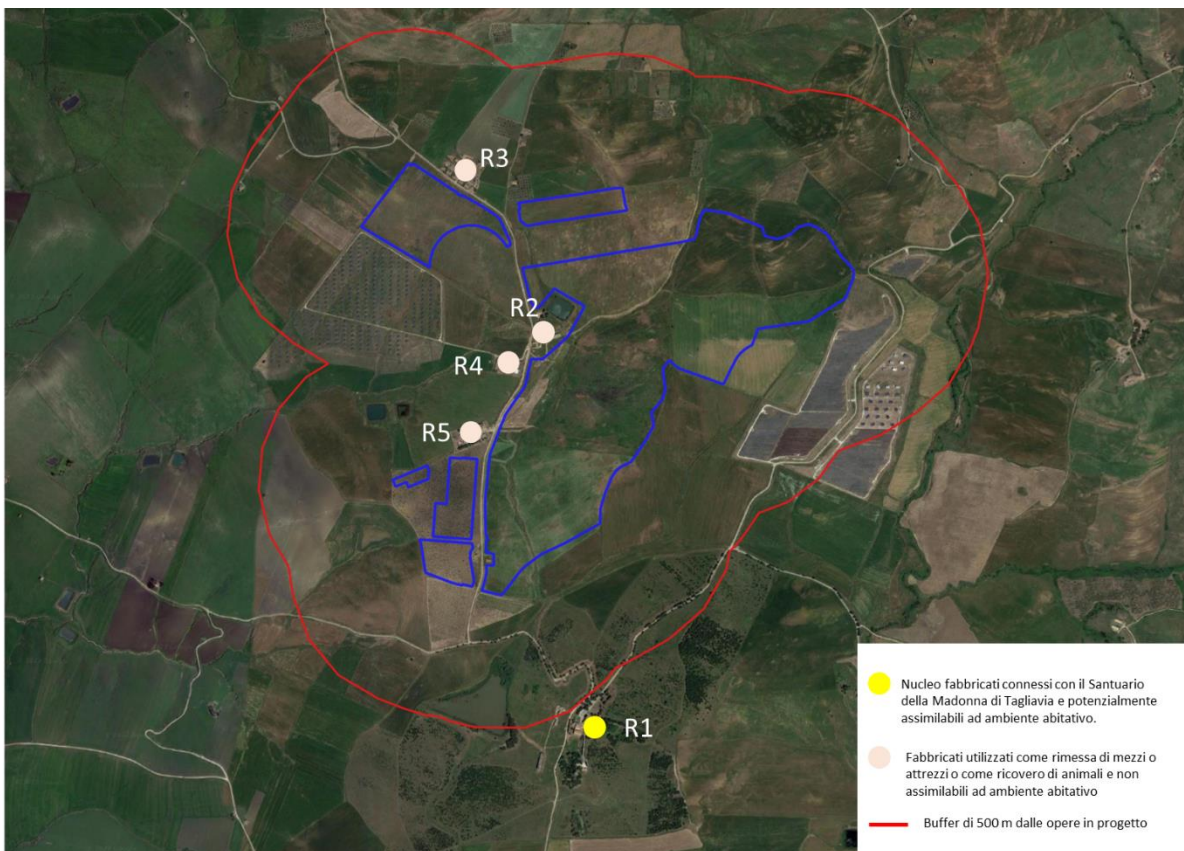 R3
R2
R4
R5
R1
Nucleo fabbricati connessi con il Santuario
della Madonna di Tagliavia e potenzialmente
assimilabili ad ambiente abitativo.
Fabbricati utilizzati come rimessa di mezzi o
attrezzi o come ricovero di animali e non
assimilabili ad ambiente abitativo
Buffer di 500 m dalle opere in progetto